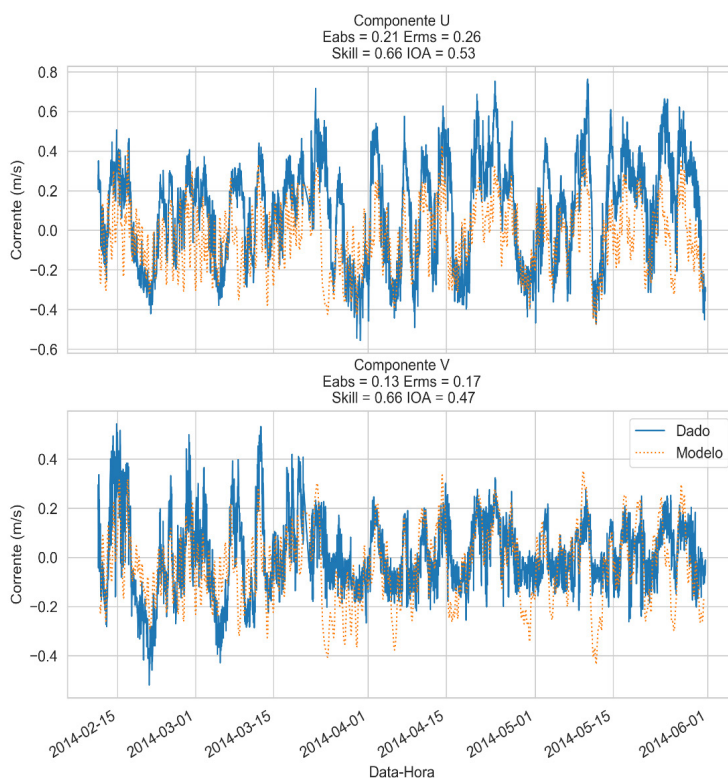 Componente U
Eabs = 0.21 Erms = 0.26
Skill = 0.66 IOA = 0.53
0.8
0.6
0.4
0.2
0.0
−0.2
−0.4
−0.6
Corrente (m/s)
Componente V
Eabs = 0.13 Erms = 0.17
Skill = 0.66 IOA = 0.47
Dado
Modelo
0.4
0.2
0.0
−0.2
−0.4
Corrente (m/s)
2014-02-15
2014-03-01
2014-03-15
2014-04-01
2014-04-15
2014-05-01
2014-05-15
2014-06-01
Data-Hora